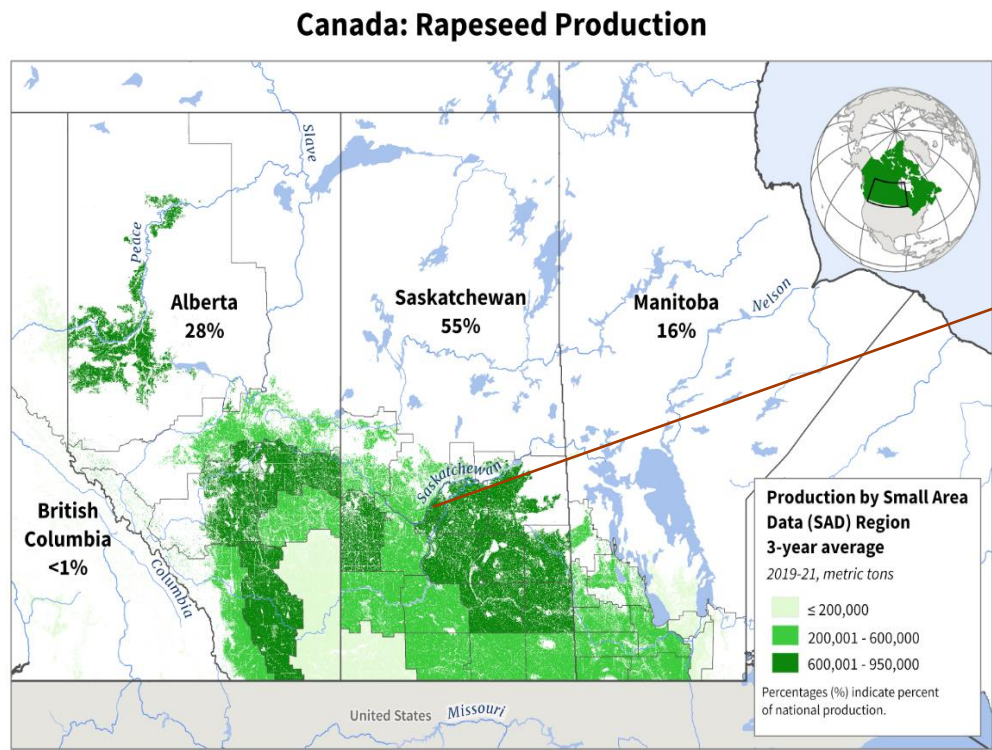 Canada: Rapeseed Production
Slave
Peace
Alberta
28%
Saskatchewan
55%
Manitoba
16%
Nelson
Saskatchewan
British
Columbia
<1%
Columbia
United States
Missouri
Production by Small Area
Data (SAD) Region
3-year average
2019-21, metric tons
≤ 200,000
200,001 - 600,000
600,001 - 950,000
Percentages (%) indicate percent
of national production.